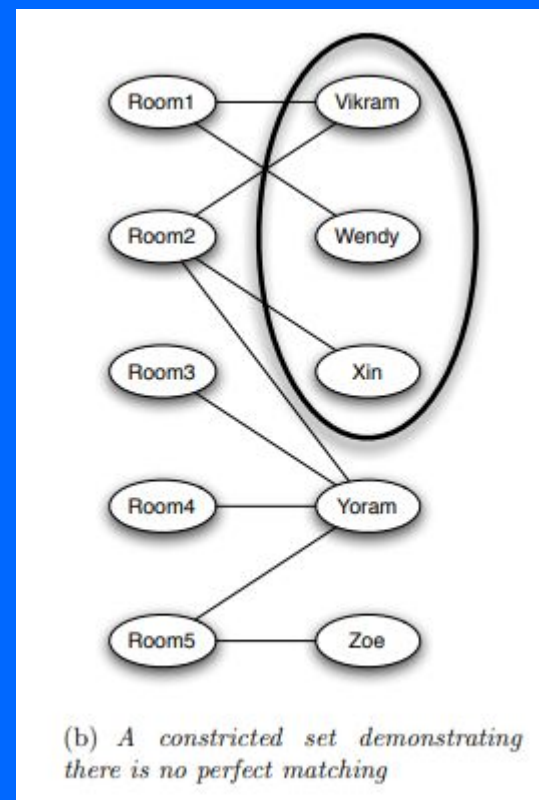 Room1 Vikram
Room2 Wendy
Room3 Xin
Room4 Yoram
Room5 Zoe
(b) A constricted set demonstrating
there is no perfect matching